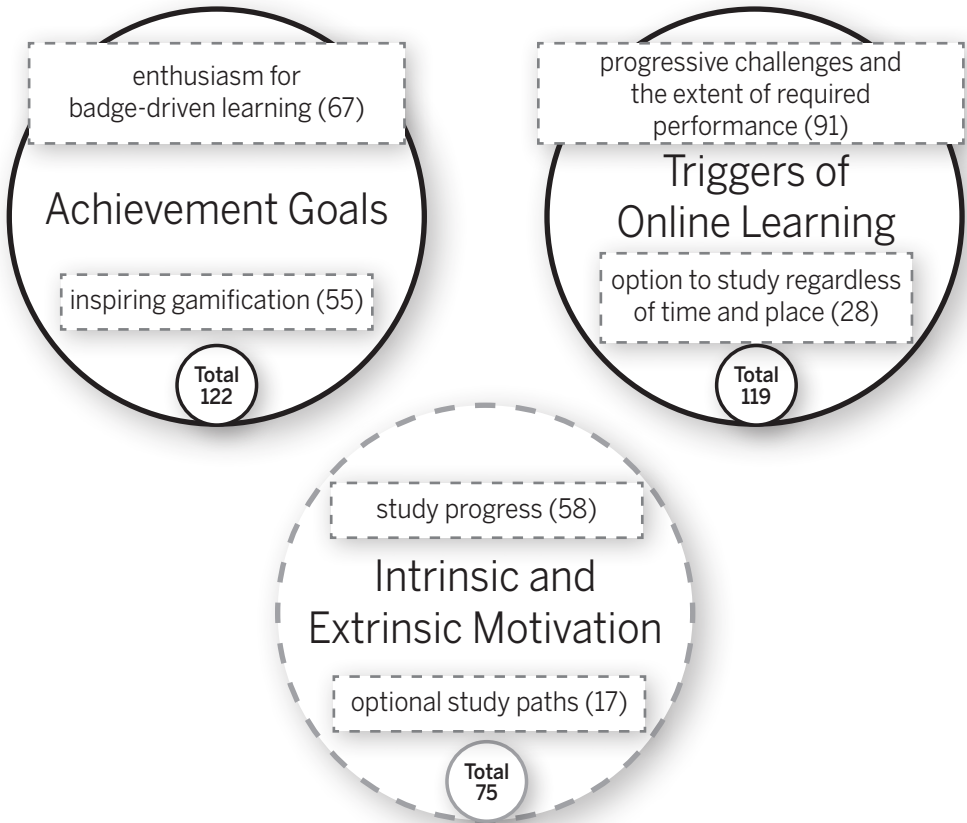 enthusiasm for
badge-driven learning (67)
Achievement Goals
inspiring gamification (55)
Total
122
progressive challenges and
the extent of required
performance (91)
Triggers of
Online Learning
option to study regardless
of time and place (28)
Total
119
study progress (58)
Intrinsic and
Extrinsic Motivation
optional study paths (17)
Total
75